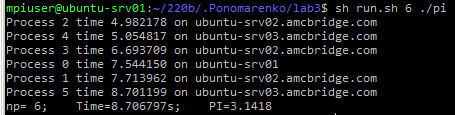 mpiuser@ubuntu-srv01:~/220b/.Ponomarenko/lab3$ sh run.sh 6 ./pi
Process 2 time 4.982178 on ubuntu-srv02.amcbridge.com
Process 4 time 5.054817 on ubuntu-srv03.amcbridge.com
Process 3 time 6.693709 on ubuntu-srv02.amcbridge.com
Process 0 time 7.544150 on ubuntu-srv01
Process 1 time 7.713962 on ubuntu-srv02.amcbridge.com
Process 5 time 8.701199 on ubuntu-srv03.amcbridge.com
np= 6;    Time=8.706797s;    PI=3.1418